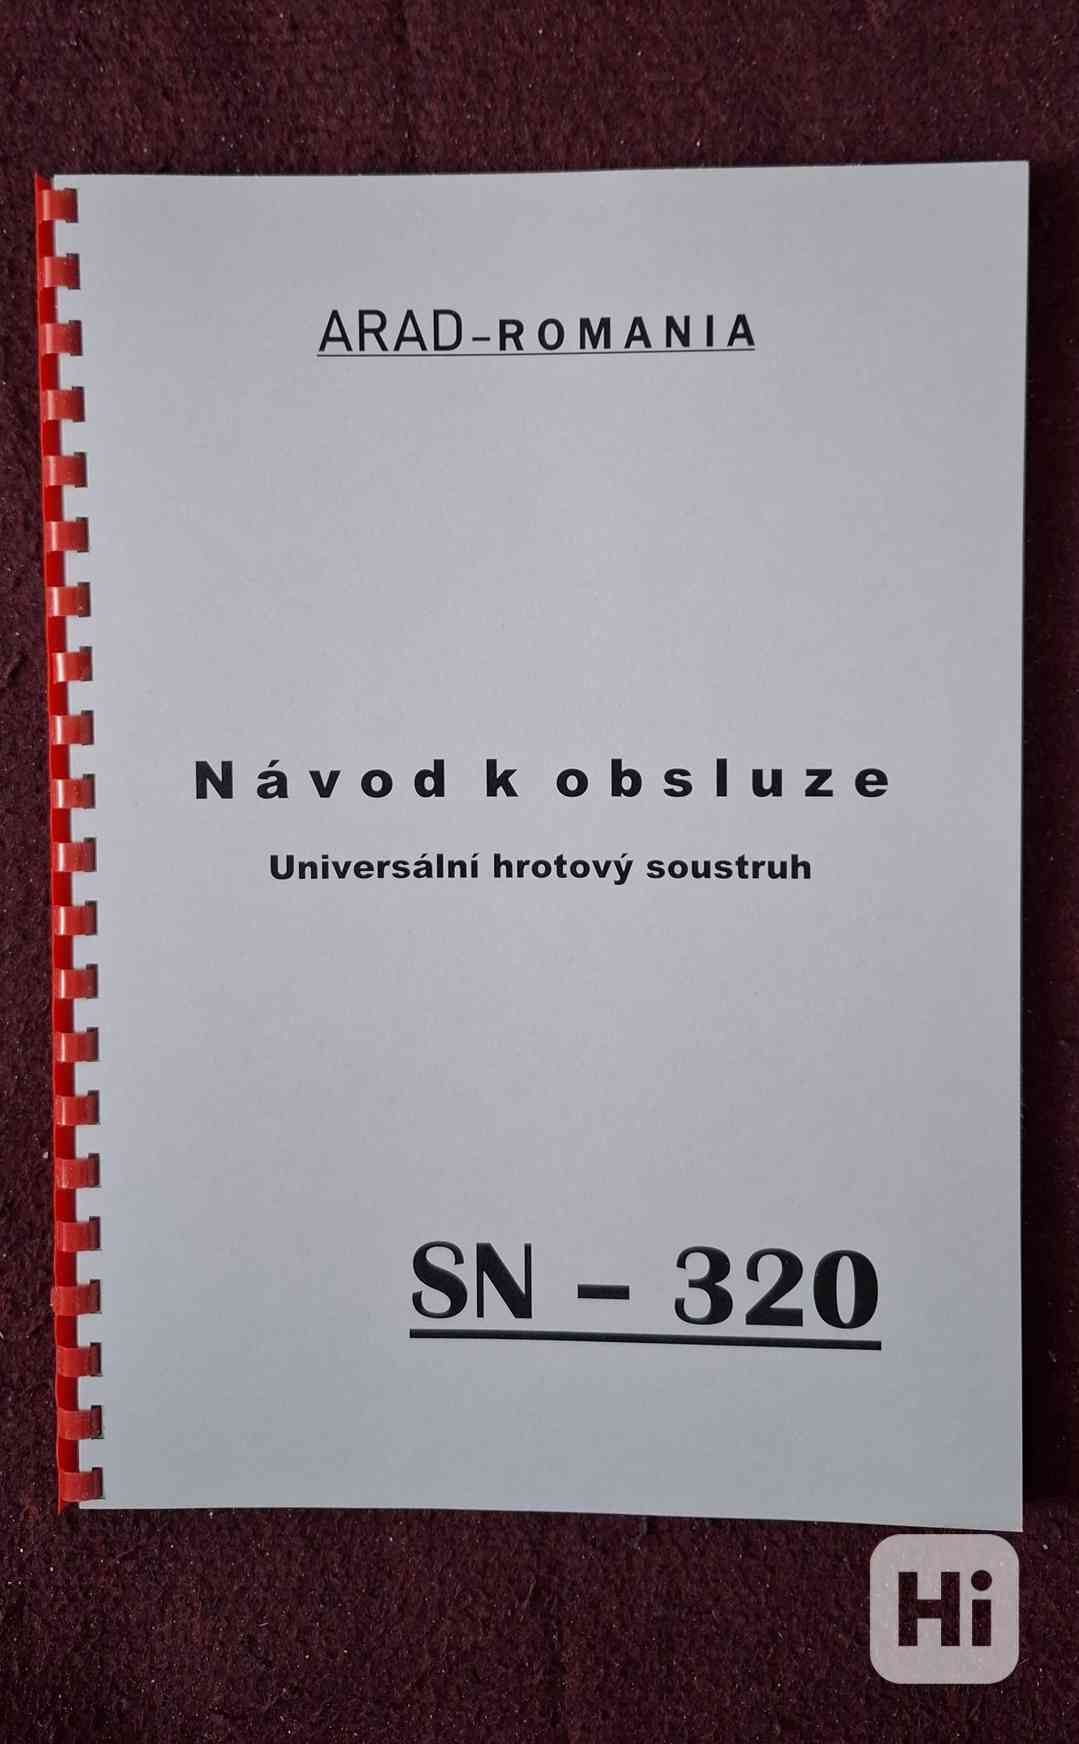 ARAD-ROMANIA
Návod k obsluze
Universální hrotový soustruh
SN - 320
Hi